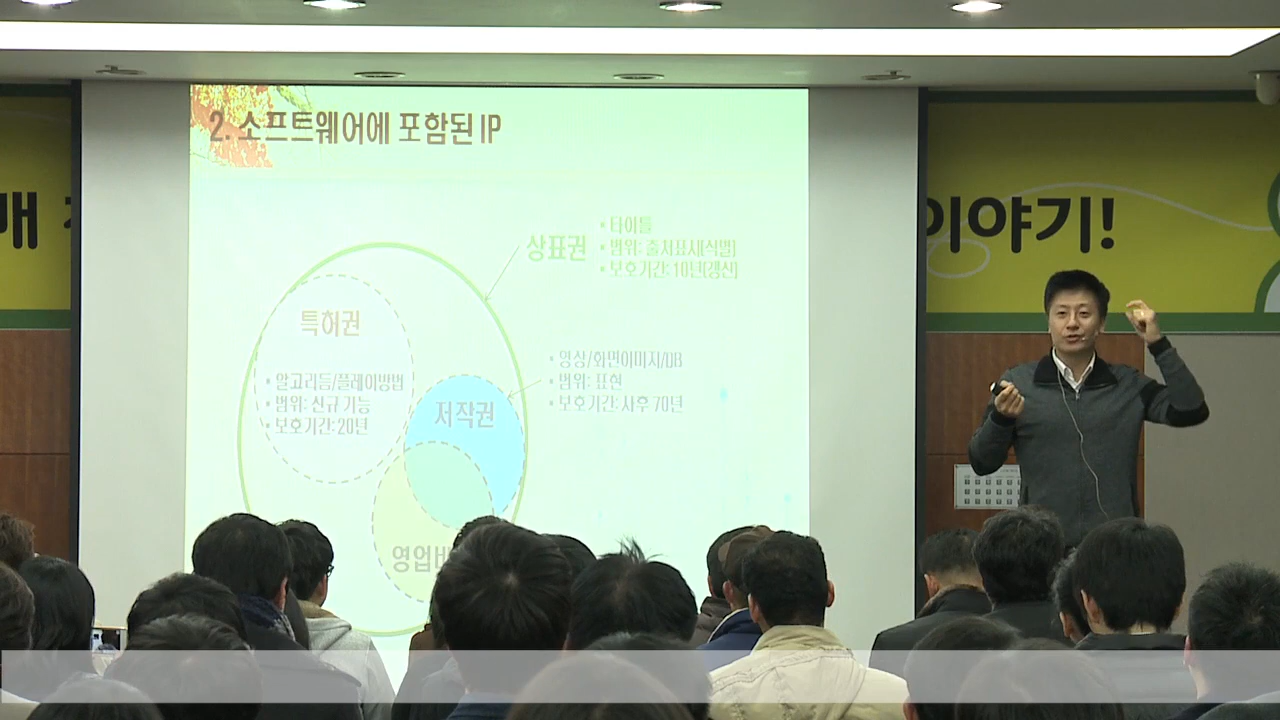 2. 소프트웨어에 포함된 IP
매
이야기!
상표권
• 타이틀
• 범위: 출처표시[식별]
• 보호기간: 10년[갱신]
특허권
• 알고리듬/플레이방법
• 범위: 신규 기능
• 보호기간: 20년
• 영상/화면이미지/DB
• 범위: 표현
• 보호기간: 사후 70년
저작권
영업비